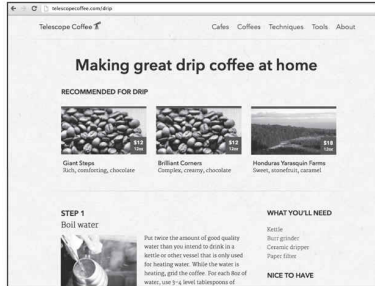 telescopecoffee.com/drip
Telescope Coffee
Cafes Coffees Techniques Tools About
Making great drip coffee at home
RECOMMENDED FOR DRIP
$12
12oz
$12
12oz
$18
12oz
Giant Steps
Rich, comforting, chocolate
Brilliant Corners
Complex, creamy, chocolate
Honduras Yarasquin Farms
Sweet, stonefruit, caramel
STEP 1
Boil water
Put twice the amount of good quality
water than you intend to drink in a
kettle or other vessel that is only used
for heating water. While the water is
heating, grid the coffee. For each 8oz of
water, use 3-4 level tablespoons of
WHAT YOU'LL NEED
Kettle
Burr grinder
Ceramic dripper
Paper filter
NICE TO HAVE